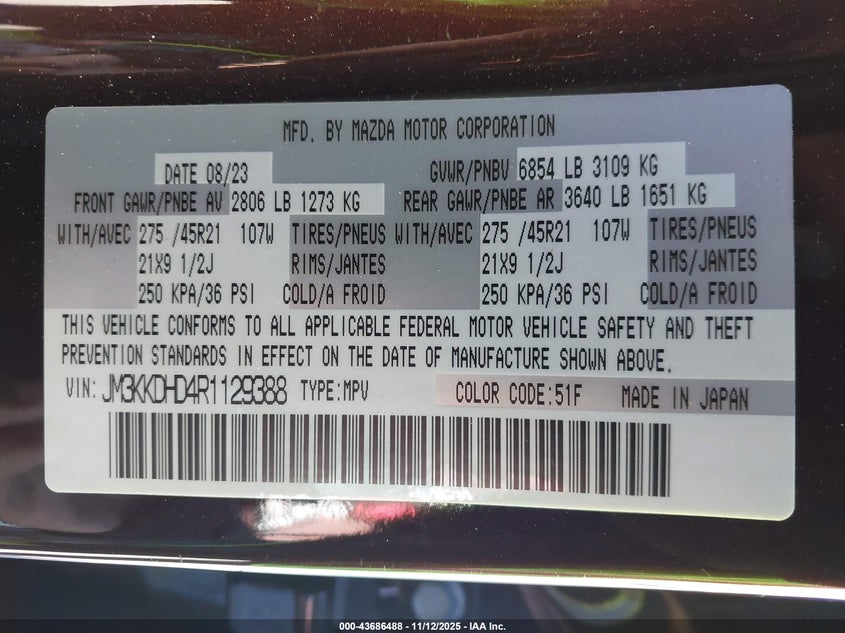 MFD. BY MAZDA MOTOR CORPORATION
DATE 08/23 GVWR/PNBV 6854 LB 3109 KG
FRONT GAWR/PNBE AV 2806 LB 1273 KG REAR GAWR/PNBE AR 3640 LB 1651 KG
WITH/AVEC 275 /45R21 107W TIRES/PNEUS WITH/AVEC 275 /45R21 107W TIRES/PNEUS
21X9 1/2J RIMS/JANTES 21X9 1/2J RIMS/JANTES
250 KPA/36 PSI COLD/A FROID 250 KPA/36 PSI COLD/A FROID
THIS VEHICLE CONFORMS TO ALL APPLICABLE FEDERAL MOTOR VEHICLE SAFETY AND THEFT
PREVENTION STANDARDS IN EFFECT ON THE DATE OF MANUFACTURE SHOWN ABOVE.
VIN: JM3KKDHD4R1129388 TYPE:MPV COLOR CODE:51F MADE IN JAPAN
000-43686488 - 11/12/2025 - IAA Inc.